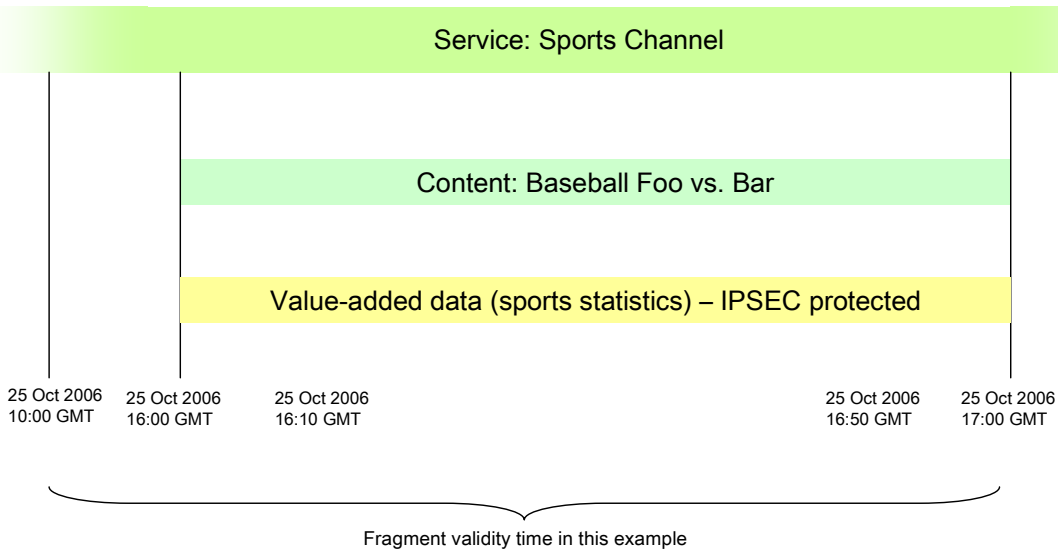 Service: Sports Channel
Content: Baseball Foo vs. Bar
Value-added data (sports statistics) – IPSEC protected
25 Oct 2006
10:00 GMT
25 Oct 2006
16:00 GMT
25 Oct 2006
16:10 GMT
25 Oct 2006
16:50 GMT
25 Oct 2006
17:00 GMT
Fragment validity time in this example